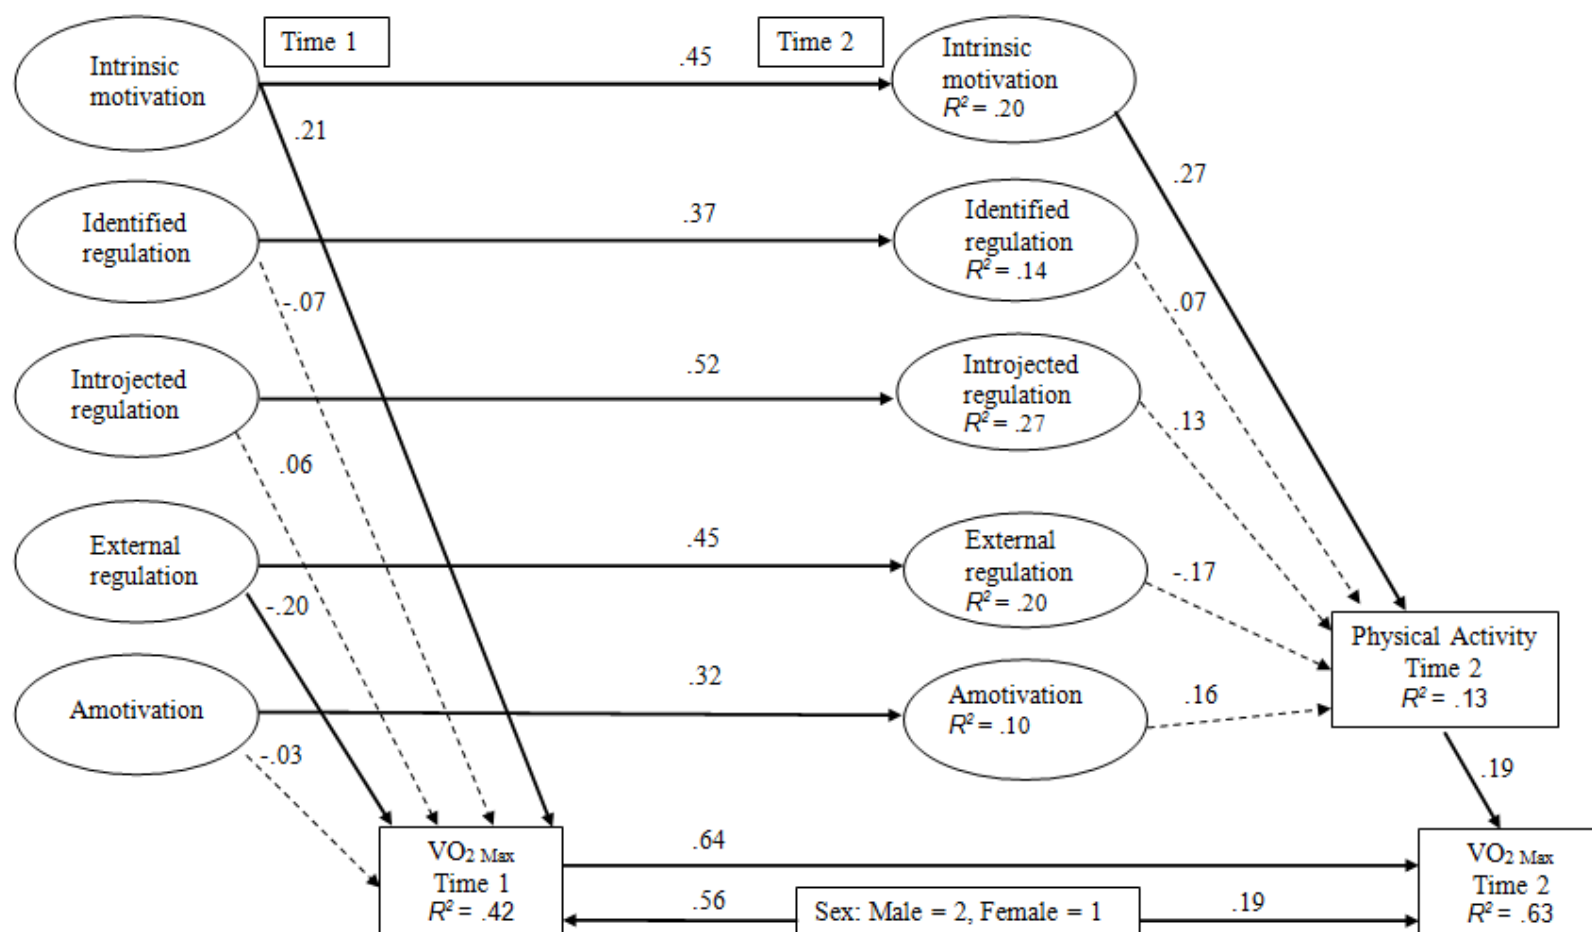 Time 1
Time 2
Intrinsic
motivation
.45
Intrinsic
motivation
R² = .20
.21
.27
Identified
regulation
.37
Identified
regulation
R² = .14
-.07
.07
Introjected
regulation
.52
Introjected
regulation
R² = .27
.06
.13
External
regulation
.45
External
regulation
R² = .20
-.20
-.17
Amotivation
.32
Amotivation
R² = .10
-.03
.16
Physical Activity
Time 2
R² = .13
.19
VO₂ Max
Time 1
R² = .42
.64
VO₂ Max
Time 2
R² = .63
.56
Sex: Male = 2, Female = 1
.19